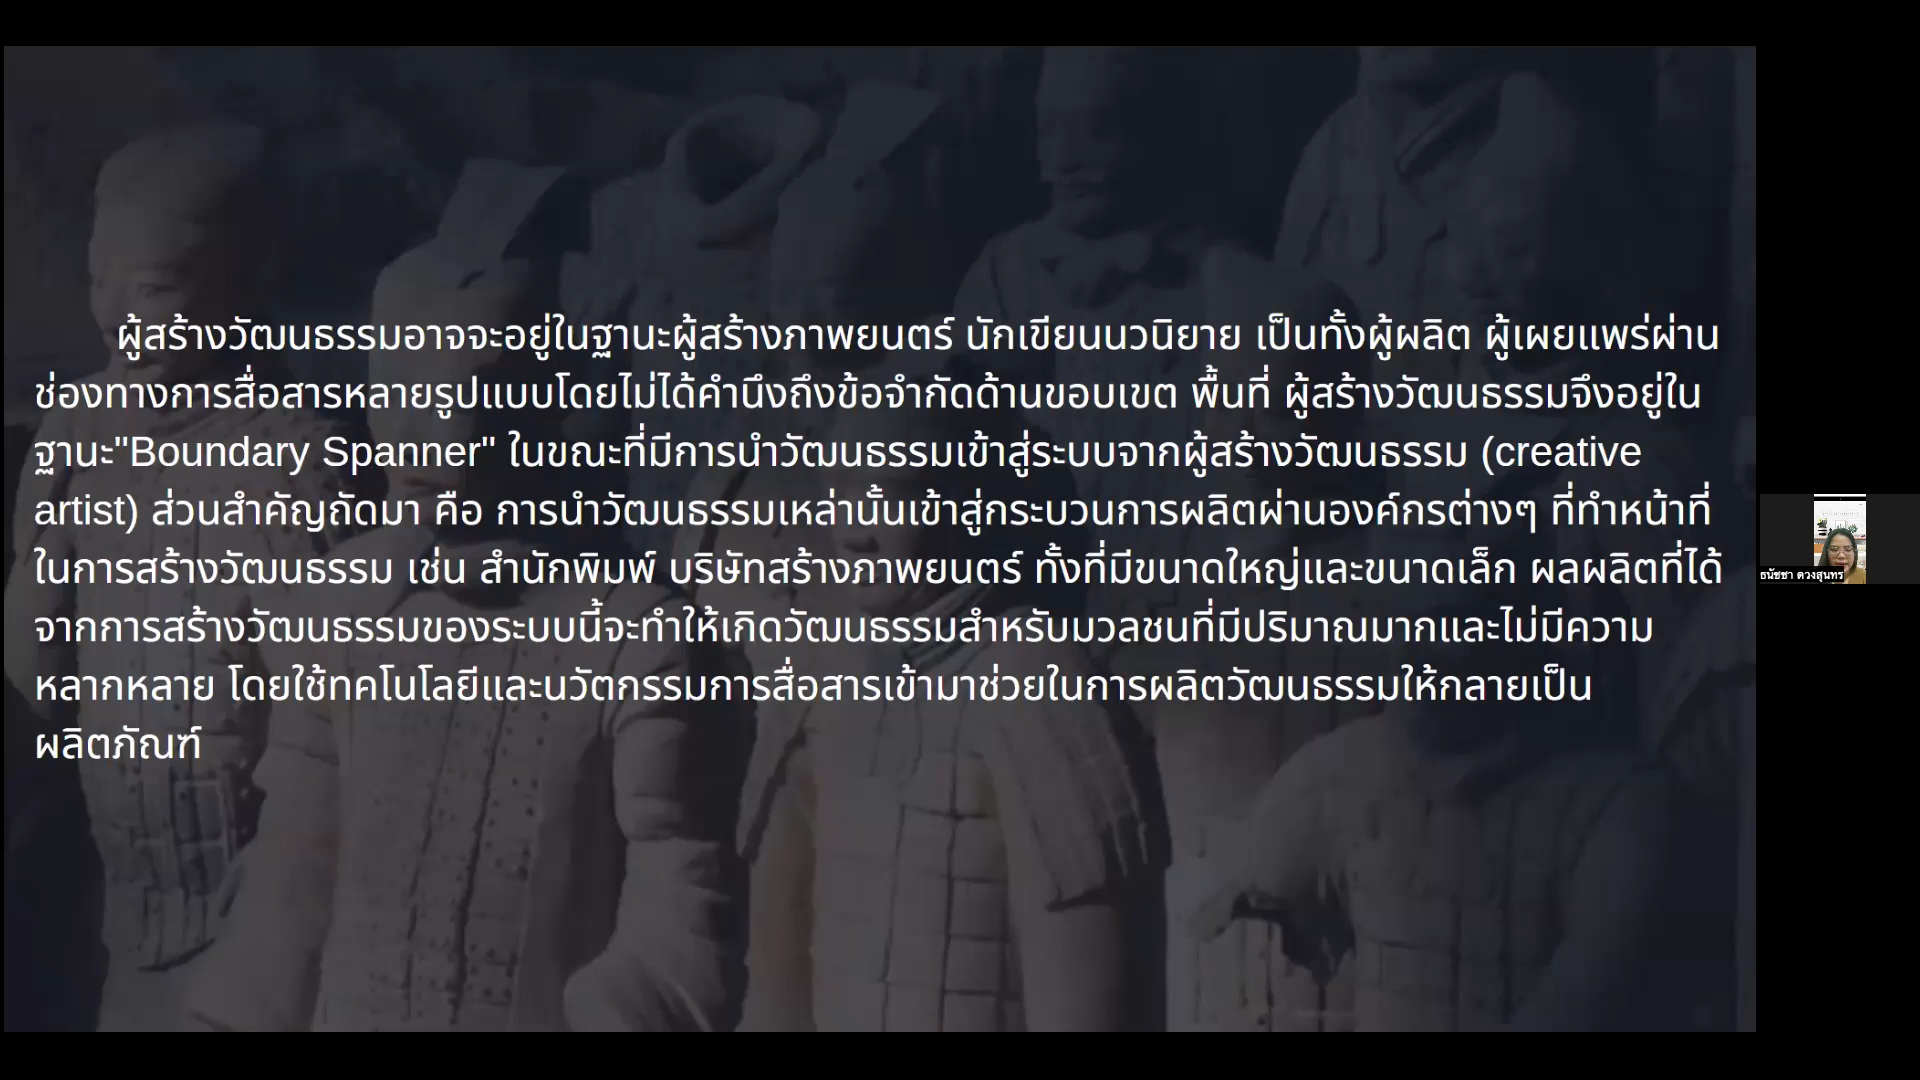 ผู้สร้างวัฒนธรรมอาจจะอยู่ในฐานะผู้สร้างภาพยนตร์ นักเขียนนวนิยาย เป็นทั้งผู้ผลิต ผู้เผยแพร่ผ่าน
ช่องทางการสื่อสารหลายรูปแบบโดยไม่ได้คำนึงถึงข้อจำกัดด้านขอบเขต พื้นที่ ผู้สร้างวัฒนธรรมจึงอยู่ใน
ฐานะ"Boundary Spanner" ในขณะที่มีการนำวัฒนธรรมเข้าสู่ระบบจากผู้สร้างวัฒนธรรม (creative
artist) ส่วนสำคัญถัดมา คือ การนำวัฒนธรรมเหล่านั้นเข้าสู่กระบวนการผลิตผ่านองค์กรต่างๆ ที่ทำหน้าที่
ในการสร้างวัฒนธรรม เช่น สำนักพิมพ์ บริษัทสร้างภาพยนตร์ ทั้งที่มีขนาดใหญ่และขนาดเล็ก ผลผลิตที่ได้
จากการสร้างวัฒนธรรมของระบบนี้จะทำให้เกิดวัฒนธรรมสำหรับมวลชนที่มีปริมาณมากและไม่มีความ
หลากหลาย โดยใช้ทคโนโลยีและนวัตกรรมการสื่อสารเข้ามาช่วยในการผลิตวัฒนธรรมให้กลายเป็น
ผลิตภัณฑ์
ธนัชชา ดวงสุนทร